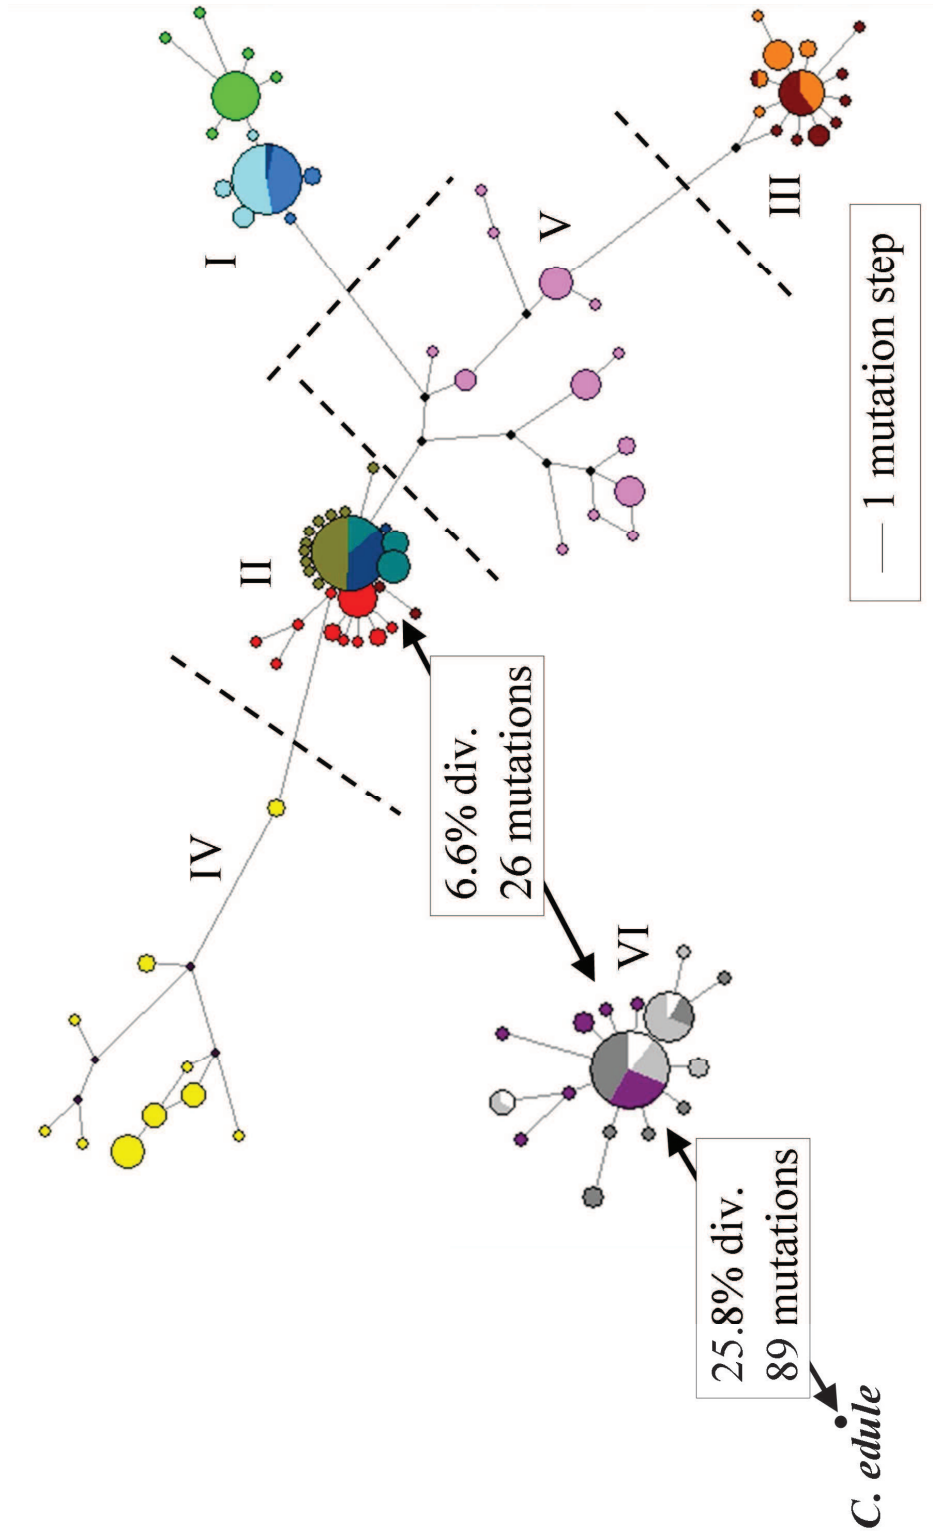 I
II
III
IV
V
VI
6.6% div.
26 mutations
25.8% div.
89 mutations
C. edule
1 mutation step